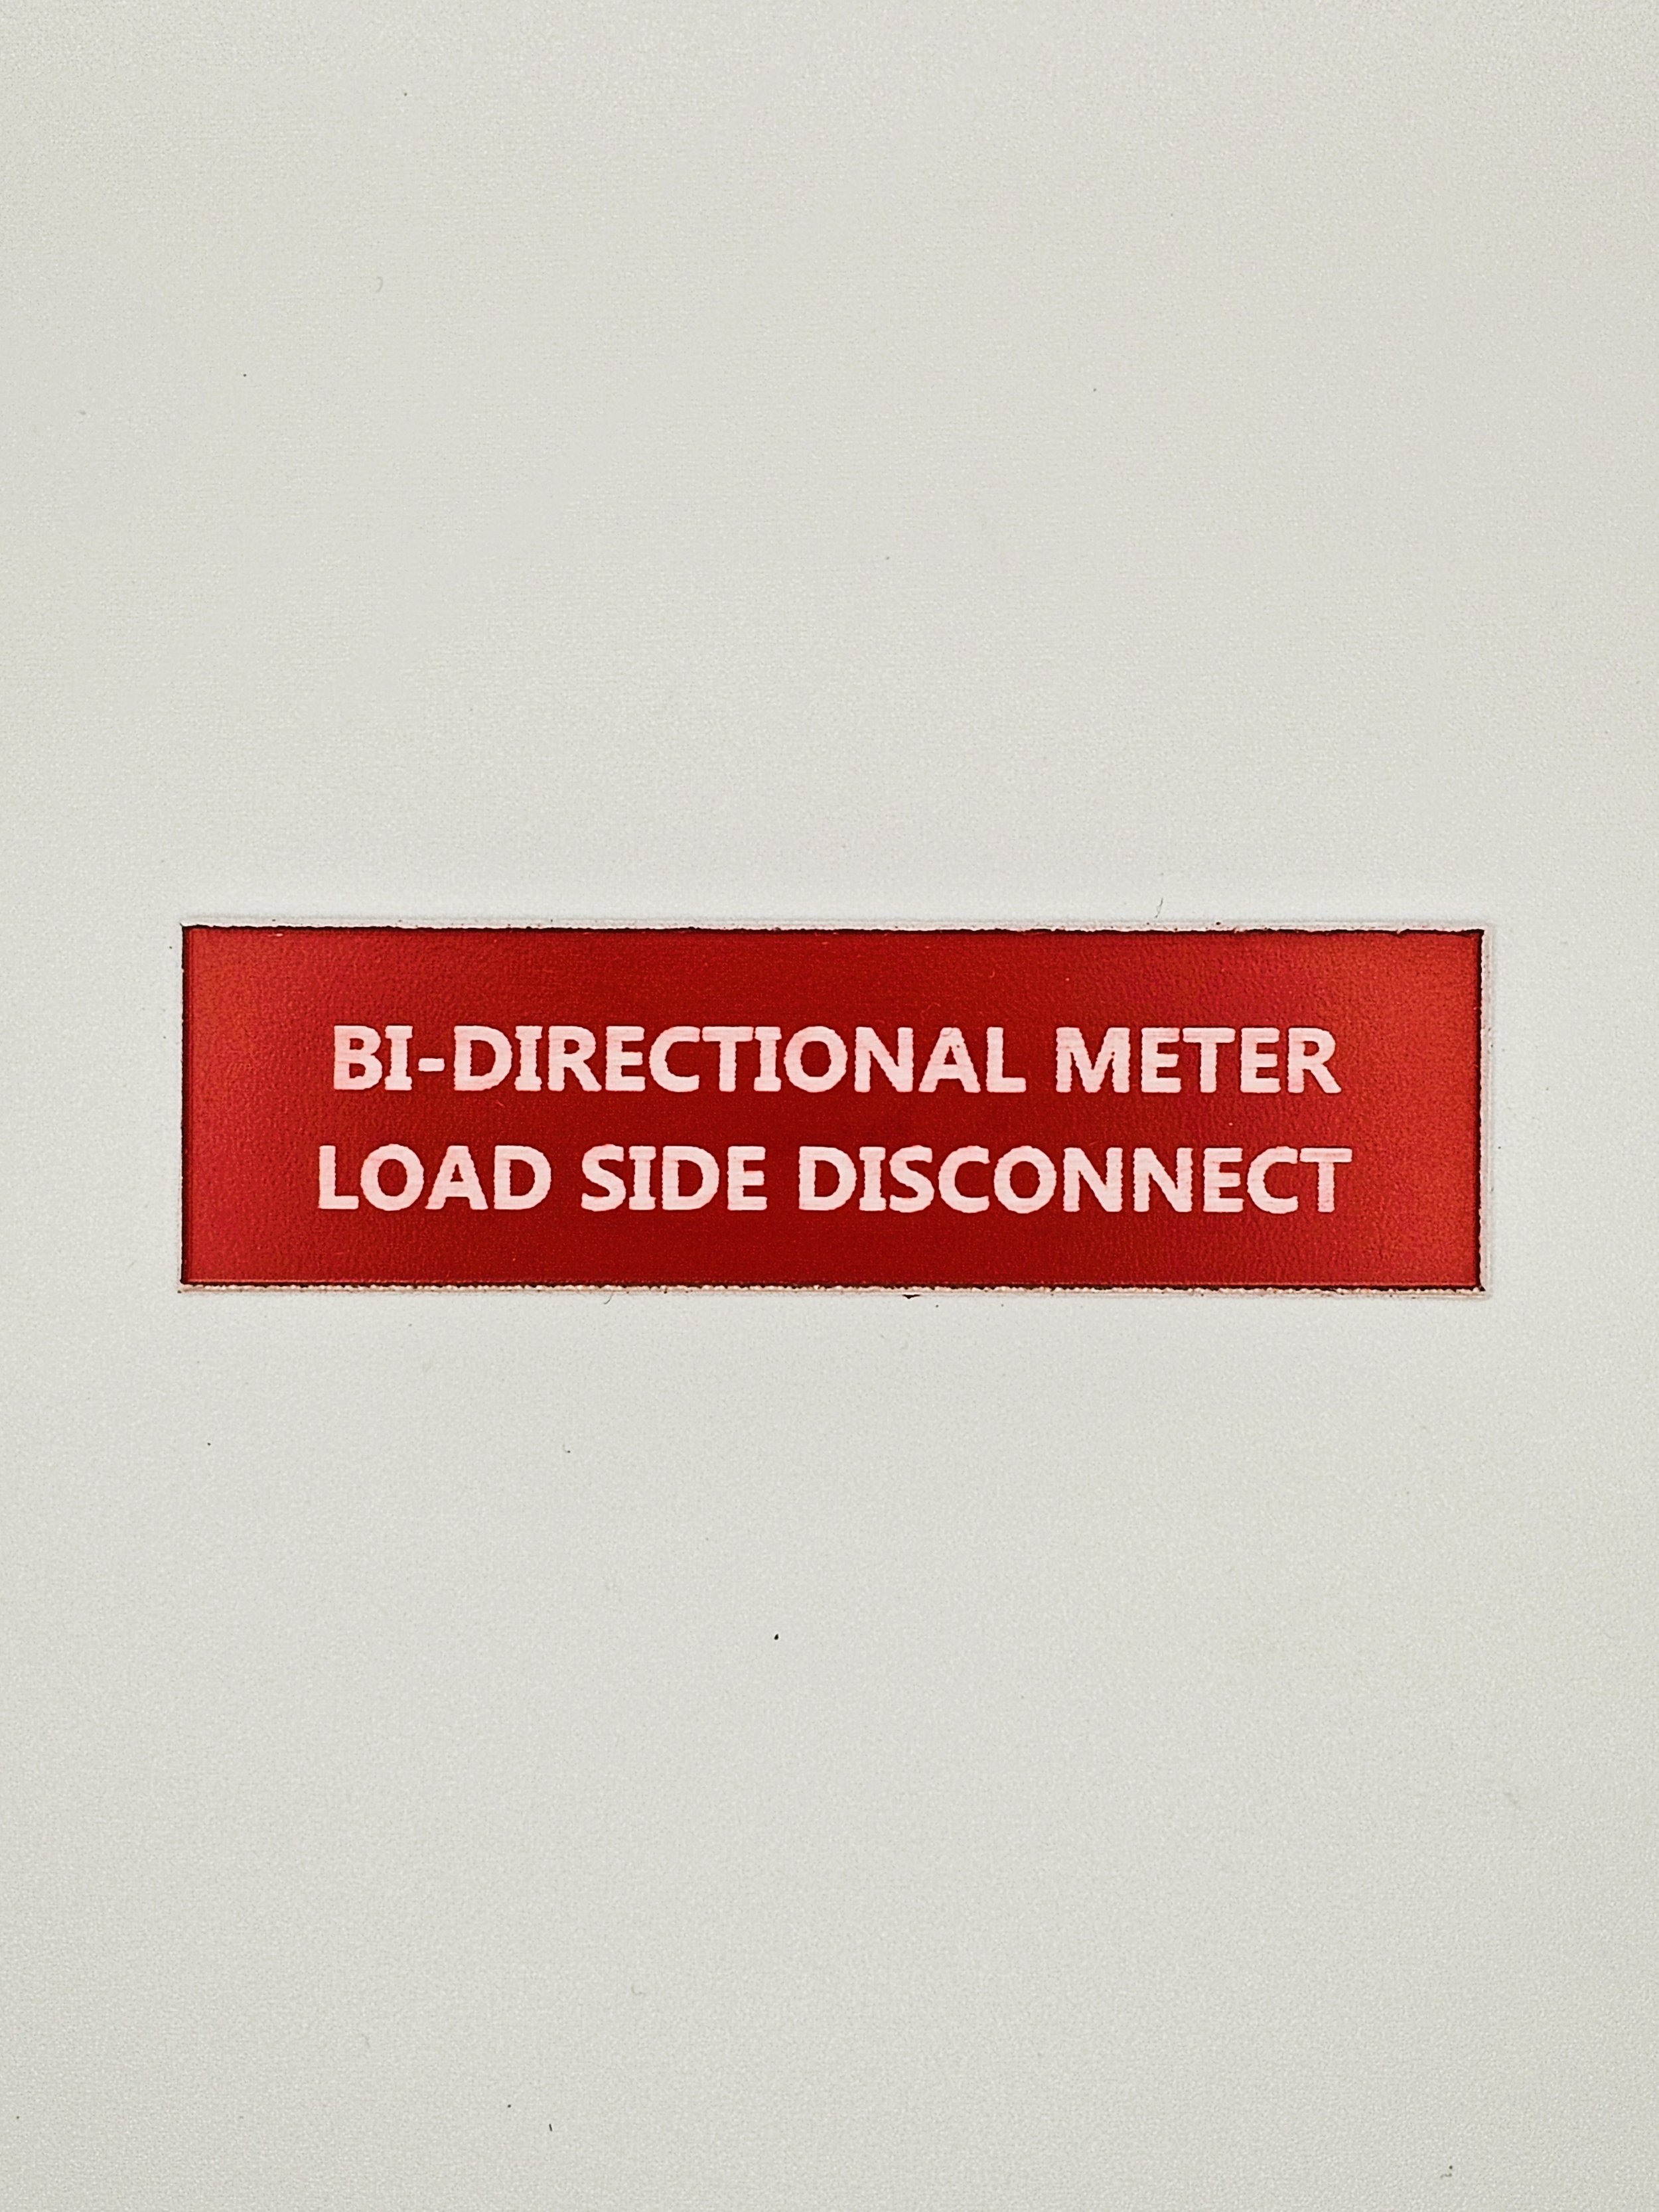 BI-DIRECTIONAL METER
LOAD SIDE DISCONNECT